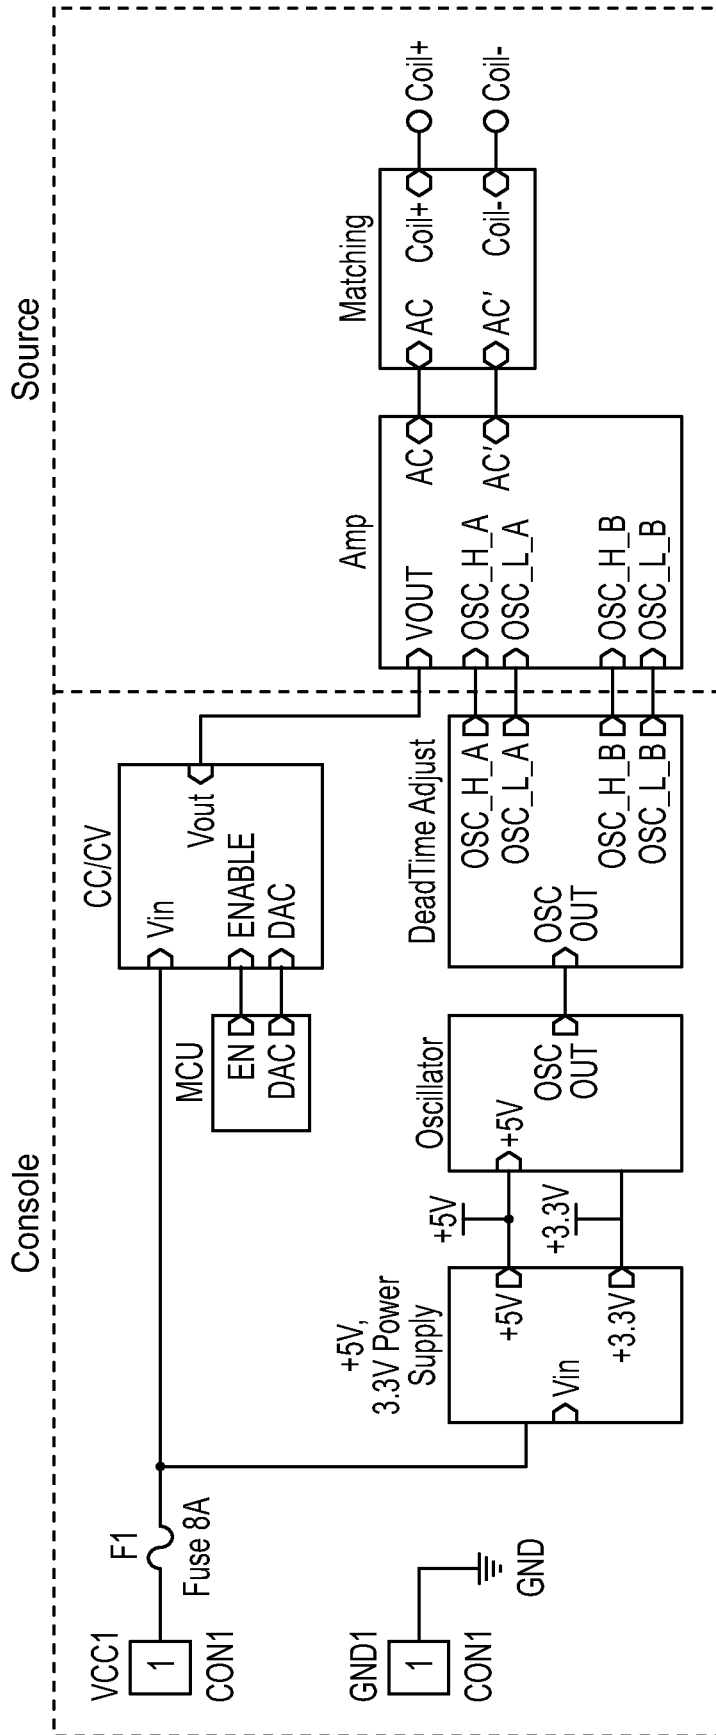 Console
Source
VCC1
1
CON1
F1
Fuse 8A
GND1
1
CON1
GND
+5V,
3.3V Power
Supply
Vin
+5V
+3.3V
+5V
+3.3V
Oscillator
+5V
OSC
OUT
MCU
EN
DAC
CC/CV
Vin
ENABLE
DAC
Vout
DeadTime Adjust
OSC
OUT
OSC_H_A
OSC_L_A
OSC_H_B
OSC_L_B
Amp
VOUT
OSC_H_A
OSC_L_A
OSC_H_B
OSC_L_B
AC
AC'
Matching
AC
AC'
Coil+
Coil-
Coil+
Coil-